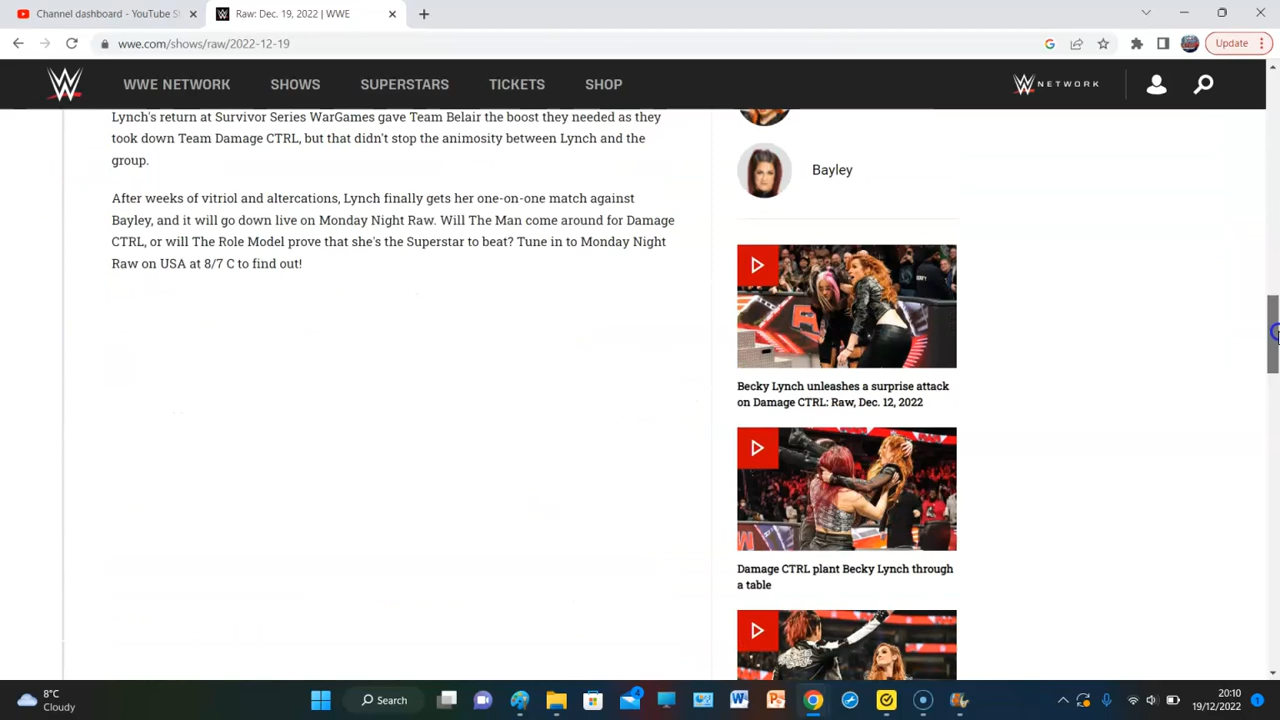 Channel dashboard - YouTube St
Raw: Dec. 19, 2022 | WWE
wwe.com/shows/raw/2022-12-19
Update
WWE NETWORK
SHOWS
SUPERSTARS
TICKETS
SHOP
NETWORK
Lynch's return at Survivor Series WarGames gave Team Belair the boost they needed as they
took down Team Damage CTRL, but that didn't stop the animosity between Lynch and the
group.
After weeks of vitriol and altercations, Lynch finally gets her one-on-one match against
Bayley, and it will go down live on Monday Night Raw. Will The Man come around for Damage
CTRL, or will The Role Model prove that she's the Superstar to beat? Tune in to Monday Night
Raw on USA at 8/7 C to find out!
Bayley
Becky Lynch unleashes a surprise attack
on Damage CTRL: Raw, Dec. 12, 2022
Damage CTRL plant Becky Lynch through
a table
8°C
Cloudy
Search
4
20:10
19/12/2022
1